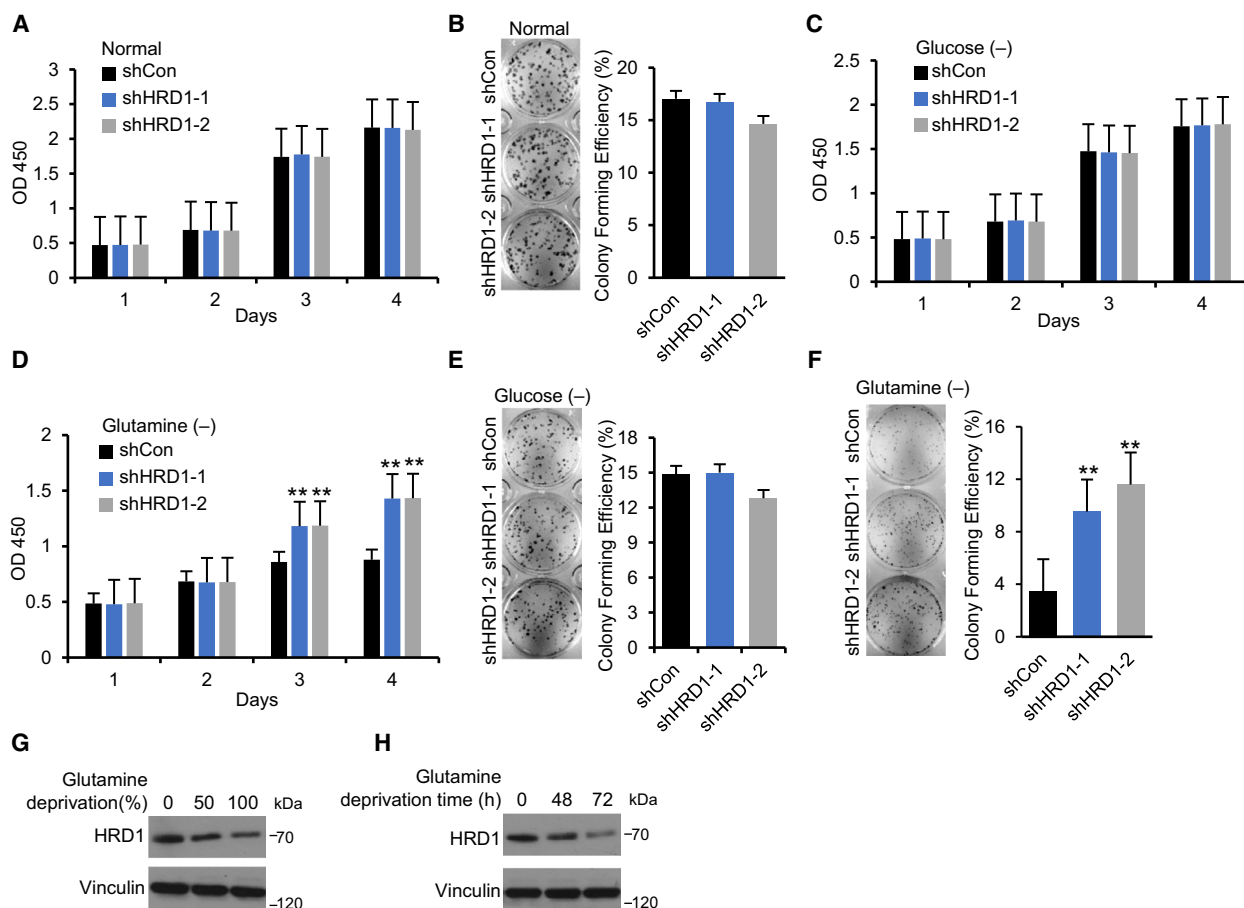 A
Normal
shCon
shHRD1-1
shHRD1-2
OD 450
3
2.5
2
1.5
1
0.5
0
1 2 3 4
Days
B
Normal
shHRD1-2 shHRD1-1 shCon
Colony Forming Efficiency (%)
20
15
10
5
0
shCon
shHRD1-1
shHRD1-2
C
Glucose (–)
shCon
shHRD1-1
shHRD1-2
OD 450
2.5
2
1.5
1
0.5
0
1 2 3 4
Days
D
Glutamine (–)
shCon
shHRD1-1
shHRD1-2
OD 450
2
1.5
1
0.5
0
** **
** **
1 2 3 4
Days
E
Glucose (–)
shHRD1-2 shHRD1-1 shCon
Colony Forming Efficiency (%)
18
15
12
9
6
3
0
shCon
shHRD1-1
shHRD1-2
F
Glutamine (–)
shHRD1-2 shHRD1-1 shCon
Colony Forming Efficiency (%)
16
12
8
4
0
**
**
shCon
shHRD1-1
shHRD1-2
G
Glutamine
deprivation(%) 0 50 100 kDa
HRD1 –70
Vinculin
–120
H
Glutamine
deprivation time (h) 0 48 72 kDa
HRD1 –70
Vinculin
–120